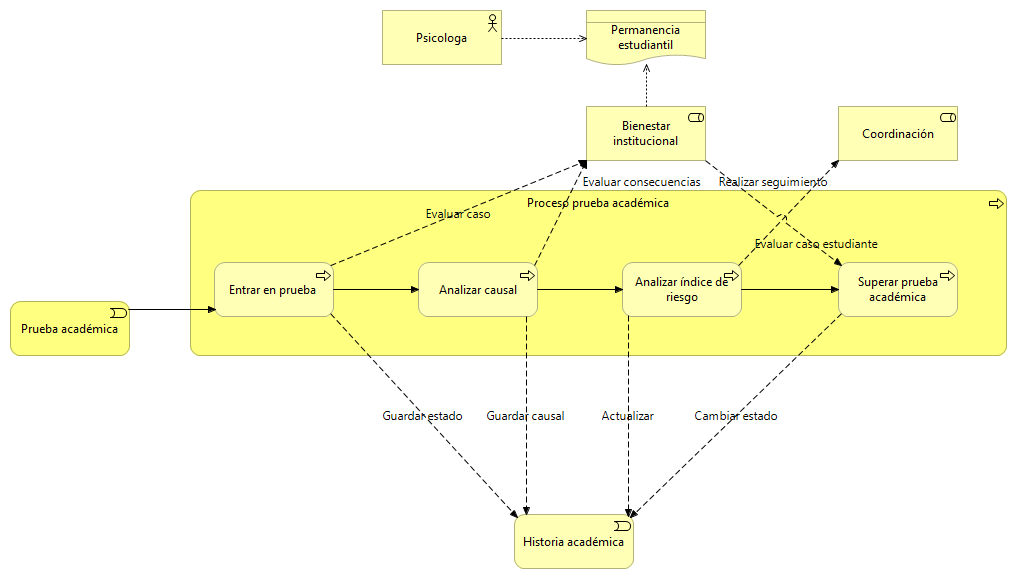 Psicologa
Permanencia
estudiantil
Bienestar
institucional
Coordinación
Evaluar consecuencias
Realizar seguimiento
Proceso prueba académica
Evaluar caso
Evaluar caso estudiante
Entrar en prueba
Analizar causal
Analizar índice de
riesgo
Superar prueba
académica
Prueba académica
Guardar estado
Guardar causal
Actualizar
Cambiar estado
Historia académica